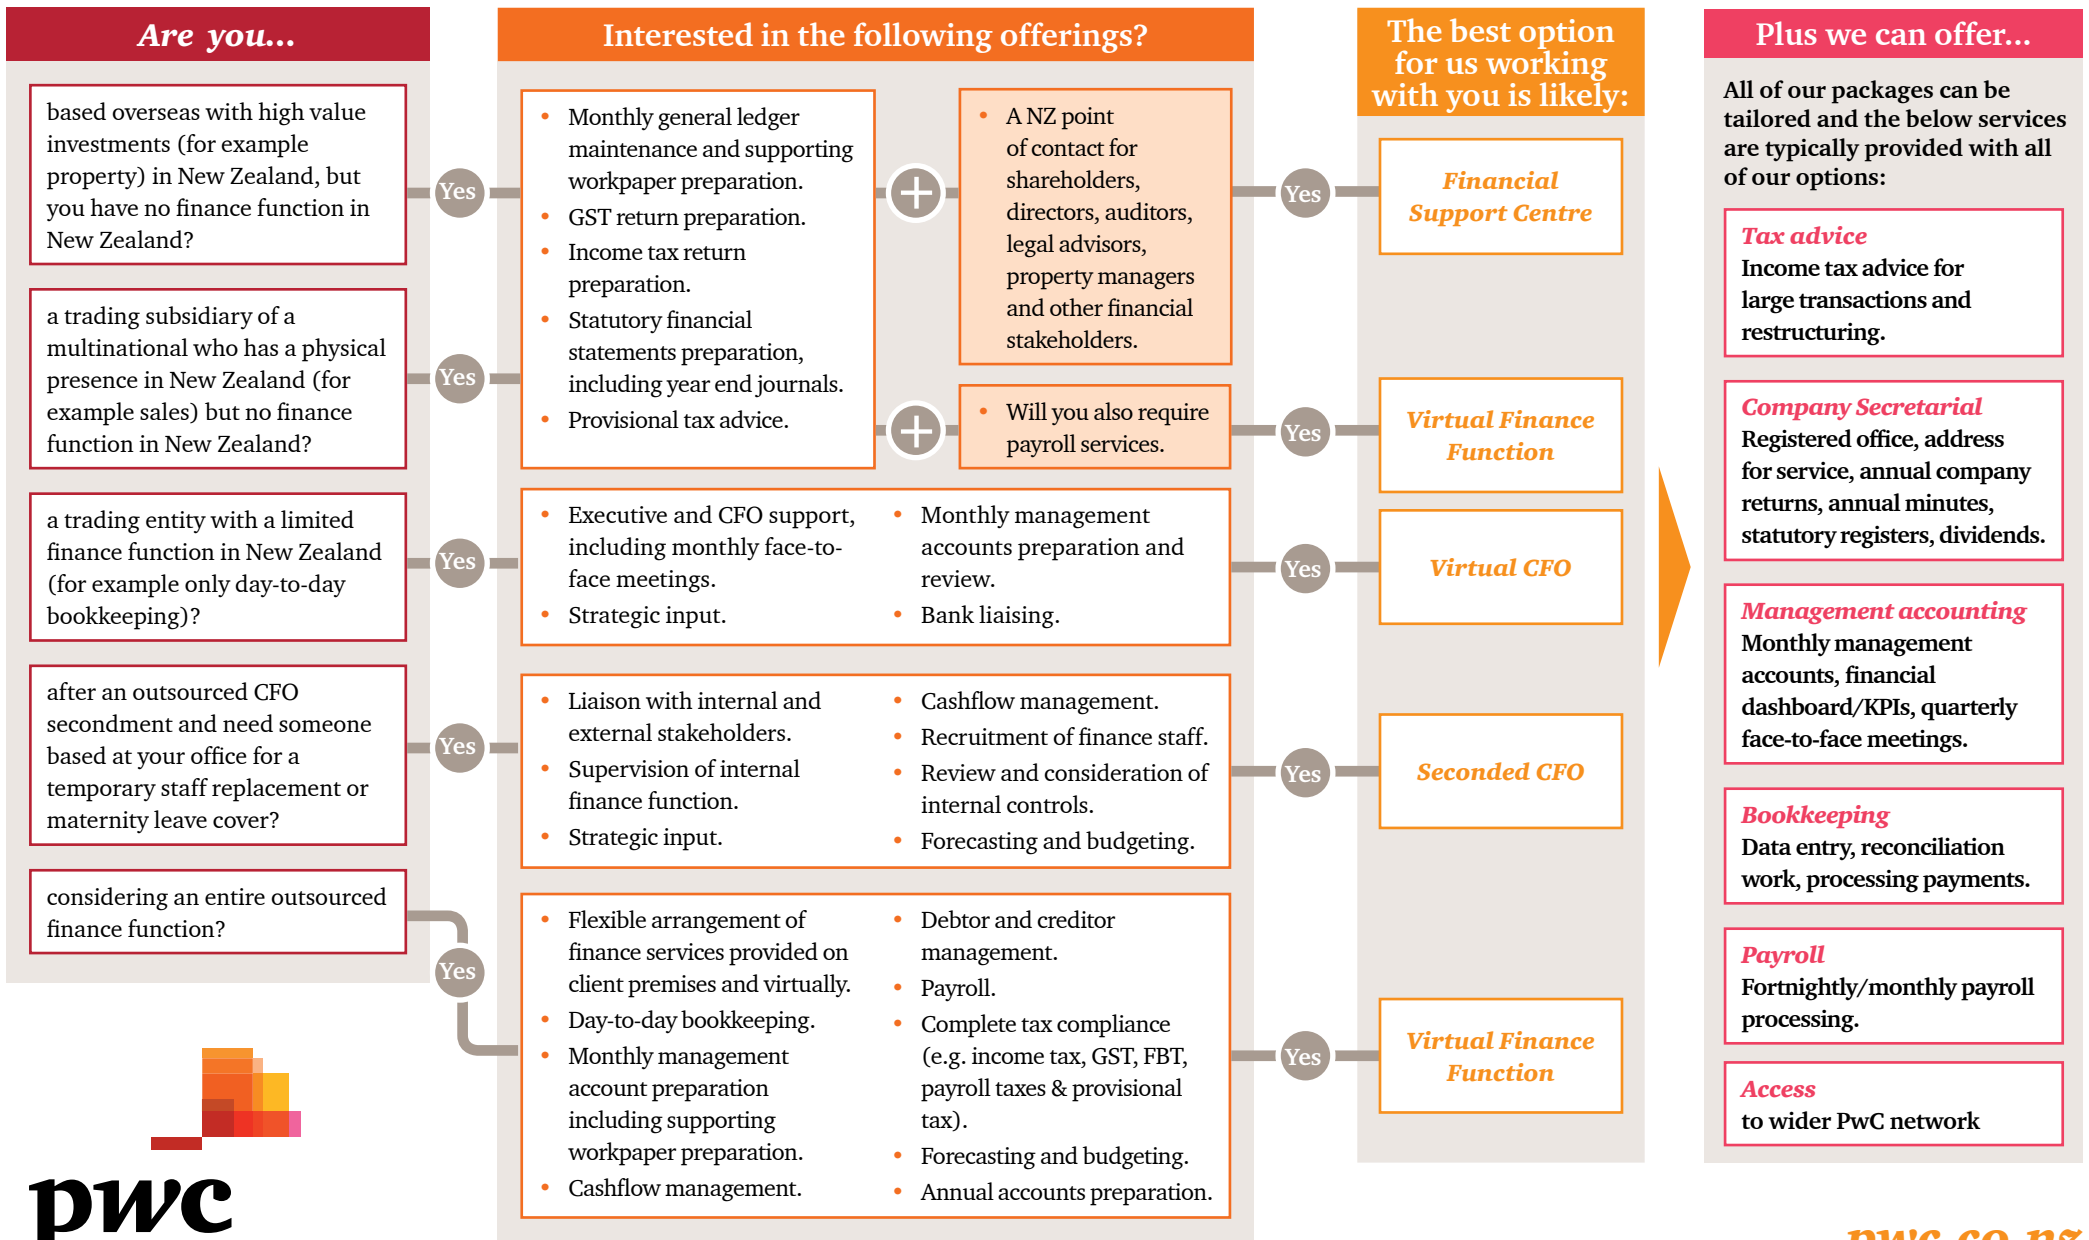 Are you...
based overseas with high value
investments (for example
property) in New Zealand, but
you have no finance function in
New Zealand?
Yes
a trading subsidiary of a
multinational who has a physical
presence in New Zealand (for
example sales) but no finance
function in New Zealand?
Yes
a trading entity with a limited
finance function in New Zealand
(for example only day-to-day
bookkeeping)?
Yes
after an outsourced CFO
secondment and need someone
based at your office for a
temporary staff replacement or
maternity leave cover?
Yes
considering an entire outsourced
finance function?
Yes
Interested in the following offerings?
• Monthly general ledger
maintenance and supporting
workpaper preparation.
• GST return preparation.
• Income tax return
preparation.
• Statutory financial
statements preparation,
including year end journals.
• Provisional tax advice.
+
• A NZ point
of contact for
shareholders,
directors, auditors,
legal advisors,
property managers
and other financial
stakeholders.
Yes
+
• Will you also require
payroll services.
Yes
• Executive and CFO support,
including monthly face-to-
face meetings.
• Strategic input.
• Monthly management
accounts preparation and
review.
• Bank liaising.
Yes
• Liaison with internal and
external stakeholders.
• Supervision of internal
finance function.
• Strategic input.
• Cashflow management.
• Recruitment of finance staff.
• Review and consideration of
internal controls.
• Forecasting and budgeting.
Yes
• Flexible arrangement of
finance services provided on
client premises and virtually.
• Day-to-day bookkeeping.
• Monthly management
account preparation
including supporting
workpaper preparation.
• Cashflow management.
• Debtor and creditor
management.
• Payroll.
• Complete tax compliance
(e.g. income tax, GST, FBT,
payroll taxes & provisional
tax).
• Forecasting and budgeting.
• Annual accounts preparation.
Yes
The best option
for us working
with you is likely:
Financial
Support Centre
Virtual Finance
Function
Virtual CFO
Seconded CFO
Virtual Finance
Function
Plus we can offer...
All of our packages can be
tailored and the below services
are typically provided with all
of our options:
Tax advice
Income tax advice for
large transactions and
restructuring.
Company Secretarial
Registered office, address
for service, annual company
returns, annual minutes,
statutory registers, dividends.
Management accounting
Monthly management
accounts, financial
dashboard/KPIs, quarterly
face-to-face meetings.
Bookkeeping
Data entry, reconciliation
work, processing payments.
Payroll
Fortnightly/monthly payroll
processing.
Access
to wider PwC network
pwc
pwc.co.nz